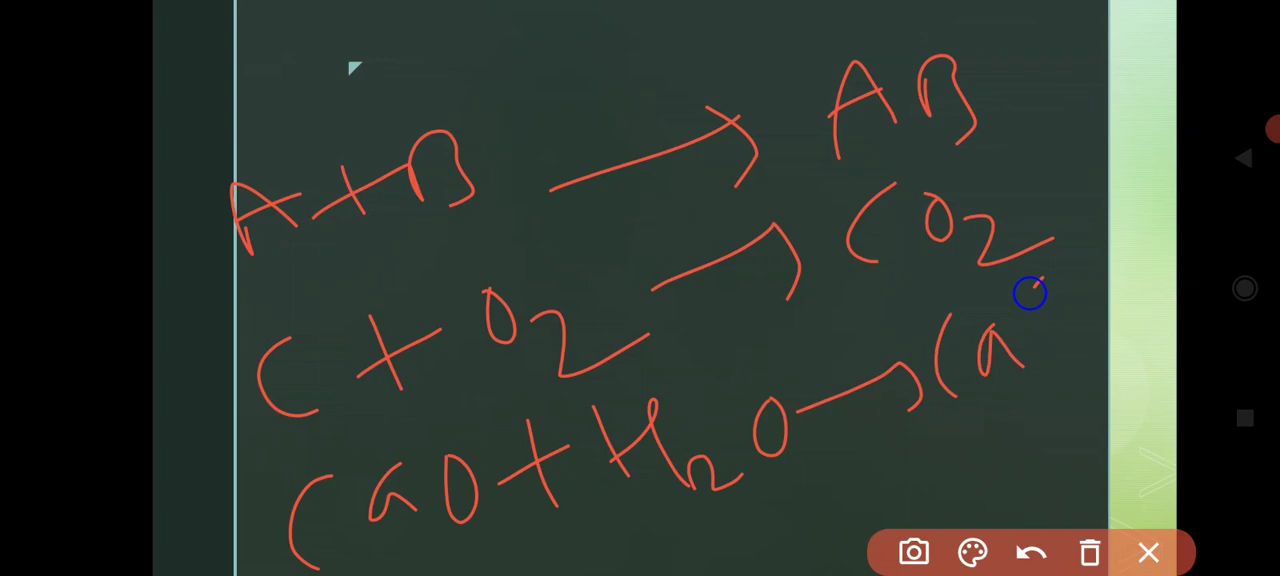 A + B → AB
C + O2 → CO2
CaO + H2O → Ca